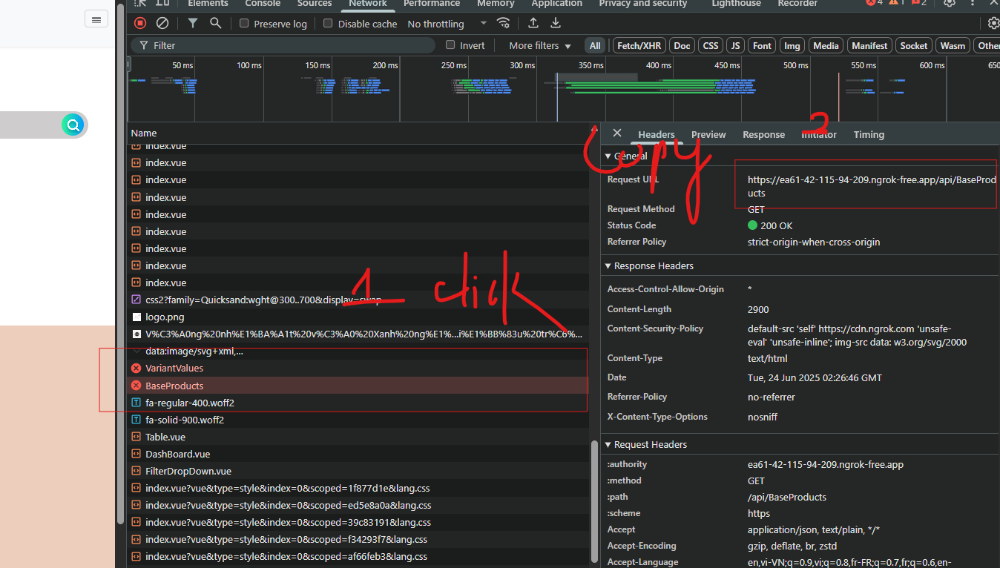 Elements Console Sources Network Performance Memory Application Privacy and security Lighthouse Recorder 4 1 2
Preserve log Disable cache No throttling
Filter Invert More filters All Fetch/XHR Doc CSS JS Font Img Media Manifest Socket Wasm Other
50 ms 100 ms 150 ms 200 ms 250 ms 300 ms 350 ms 400 ms 450 ms 500 ms 550 ms 600 ms 650
Name
index.vue
index.vue
index.vue
index.vue
index.vue
index.vue
index.vue
index.vue
index.vue
css2?family=Quicksand:wght@300..700&display=swap
logo.png
V%C3%A0ng%20nh%E1%BA%A1t%20v%C3%A0%20Xanh%20ng%E1%...i%E1%BB%83u%20tr%C6%...
data:image/svg+xml,...
VariantValues
BaseProducts
fa-regular-400.woff2
fa-solid-900.woff2
Table.vue
DashBoard.vue
FilterDropDown.vue
index.vue?vue&type=style&index=0&scoped=1f877d1e&lang.css
index.vue?vue&type=style&index=0&scoped=ed5e8a0a&lang.css
index.vue?vue&type=style&index=0&scoped=39c83191&lang.css
index.vue?vue&type=style&index=0&scoped=f34293f7&lang.css
index.vue?vue&type=style&index=0&scoped=af66feb3&lang.css
1 click
2
Copy
Headers Preview Response Initiator Timing
General
Request URL https://ea61-42-115-94-209.ngrok-free.app/api/BaseProd
ucts
Request Method GET
Status Code 200 OK
Referrer Policy strict-origin-when-cross-origin
Response Headers
Access-Control-Allow-Origin *
Content-Length 2900
Content-Security-Policy default-src 'self' https://cdn.ngrok.com 'unsafe-
eval' 'unsafe-inline'; img-src data: w3.org/svg/2000
Content-Type text/html
Date Tue, 24 Jun 2025 02:26:46 GMT
Referrer-Policy no-referrer
X-Content-Type-Options nosniff
Request Headers
:authority ea61-42-115-94-209.ngrok-free.app
:method GET
:path /api/BaseProducts
:scheme https
Accept application/json, text/plain, */*
Accept-Encoding gzip, deflate, br, zstd
Accept-Language en,vi-VN;q=0.9,vi;q=0.8,fr-FR;q=0.7,fr;q=0.6,en-